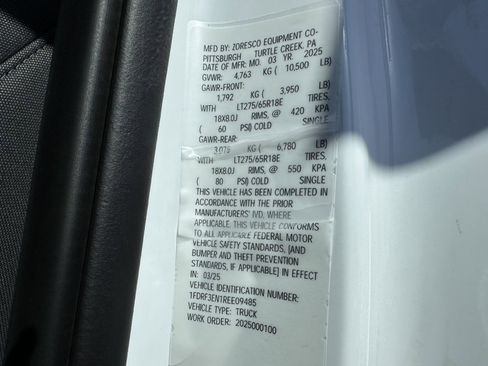 MFD BY: ZORESCO EQUIPMENT CO-
PITTSBURGH TURTLE CREEK, PA
DATE OF MFR: MO. 03 YR. 2025
GVWR: 4,763 KG ( 10,500 LB)
GAWR-FRONT:
1,792 KG ( 3,950 LB)
WITH LT275/65R18E TIRES,
18X8.0J RIMS, @ 420 KPA
( 60 PSI) COLD SINGLE
GAWR-REAR:
3,075 KG ( 6,780 LB)
WITH LT275/65R18E TIRES,
18X8.0J RIMS, @ 550 KPA
( 80 PSI) COLD SINGLE
THIS VEHICLE HAS BEEN COMPLETED IN
ACCORDANCE WITH THE PRIOR
MANUFACTURERS' IVD, WHERE
APPLICABLE. THIS VEHICLE CONFORMS
TO ALL APPLICABLE FEDERAL MOTOR
VEHICLE SAFETY STANDARDS, [AND
BUMPER AND THEFT PREVENTION
STANDARDS, IF APPLICABLE] IN EFFECT
IN: 03/25
VEHICLE IDENTIFICATION NUMBER:
1FDRF3EN1REE09485
VEHICLE TYPE: TRUCK
WORK ORDER: 2025000100